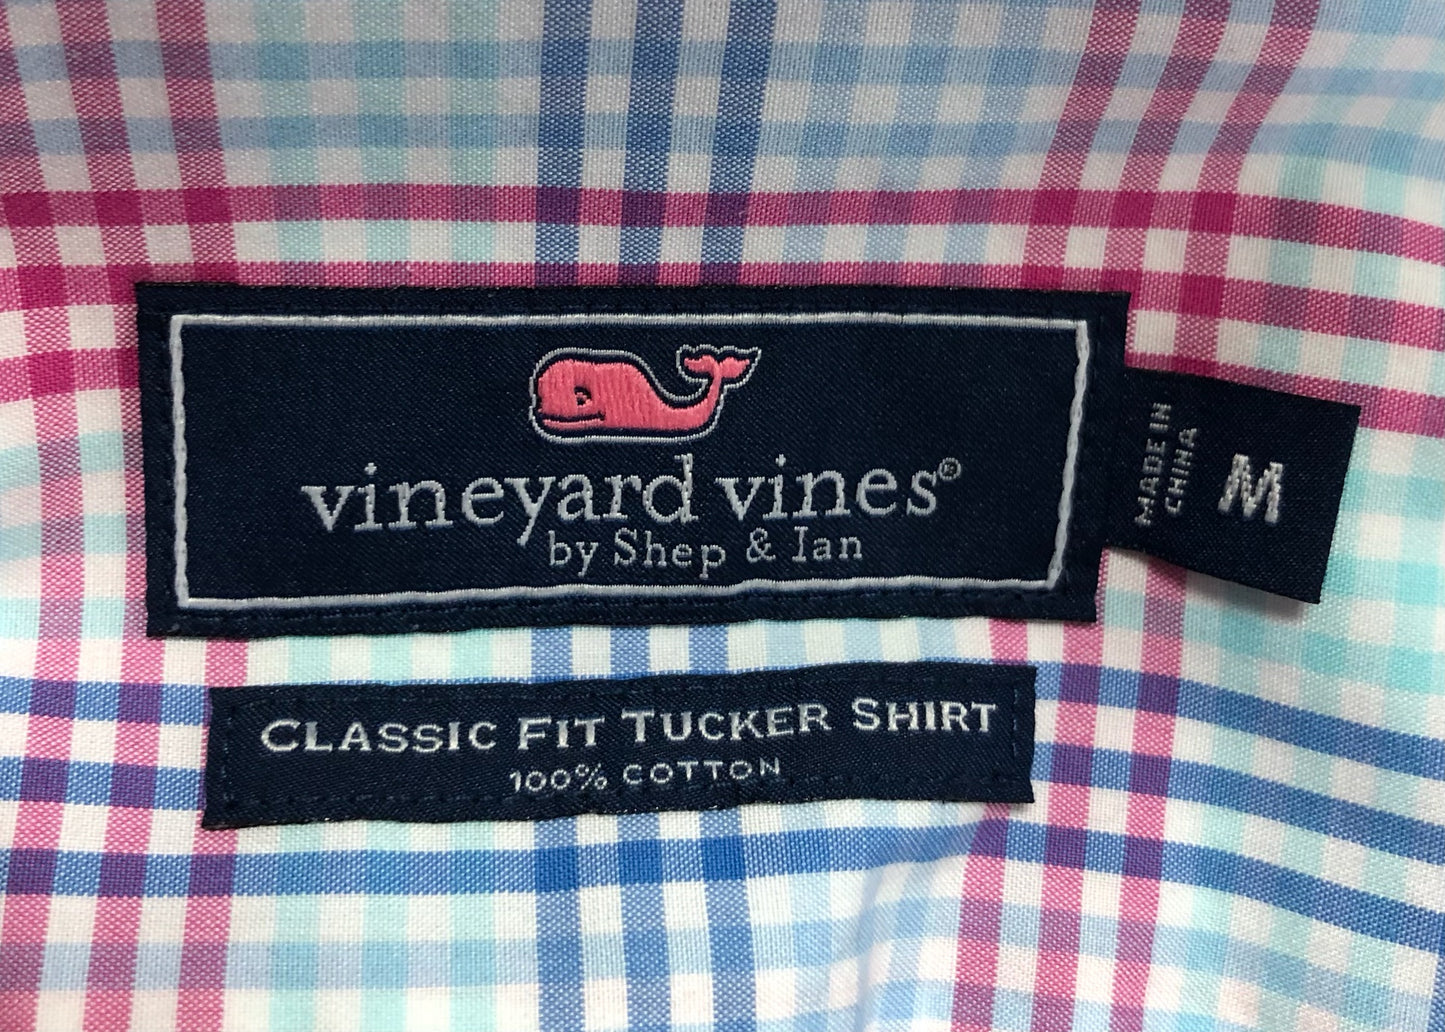 vineyard vines®
by Shep & Ian
MADE IN
CHINA
M
CLASSIC FIT TUCKER SHIRT
100% COTTON